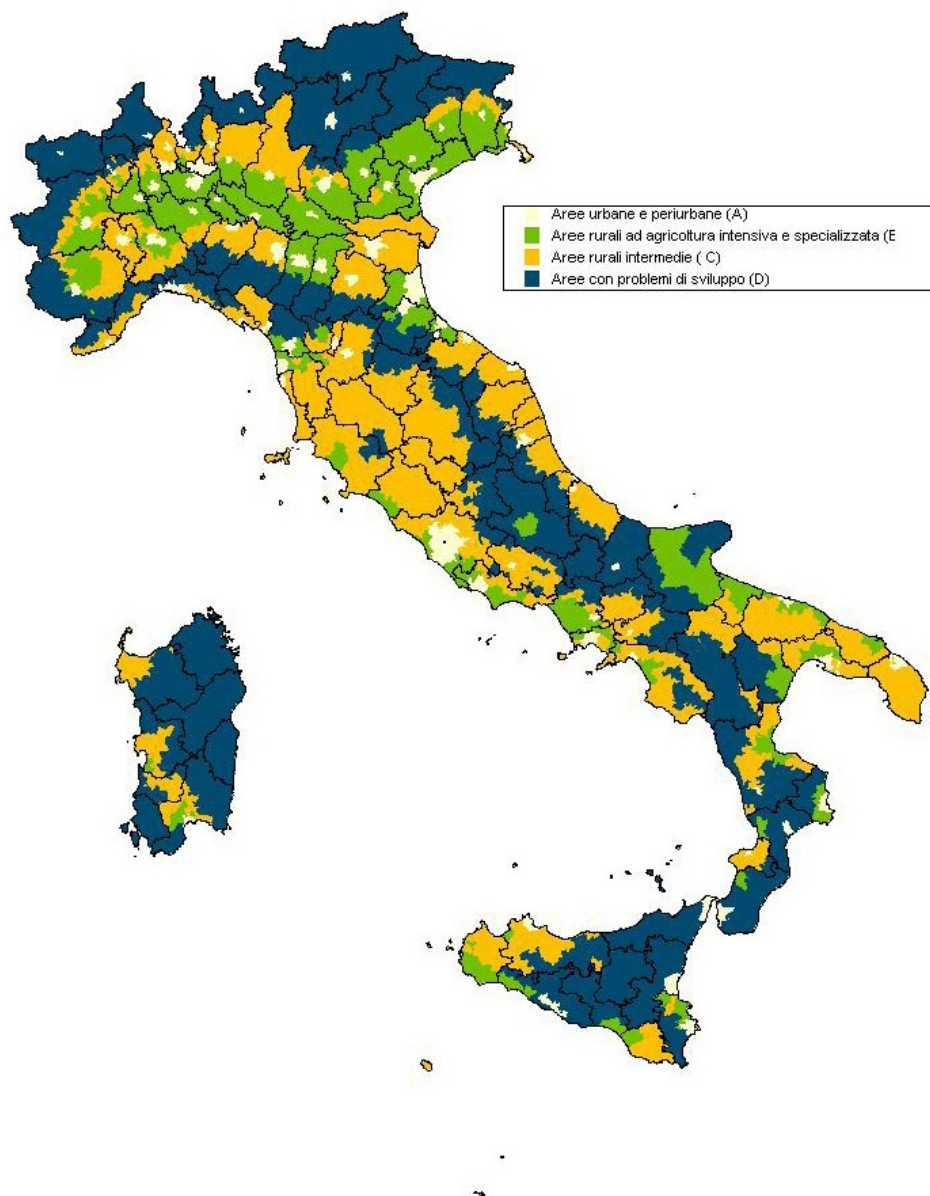 Aree urbane e periurbane (A)
Aree rurali ad agricoltura intensiva e specializzata (E
Aree rurali intermedie ( C)
Aree con problemi di sviluppo (D)